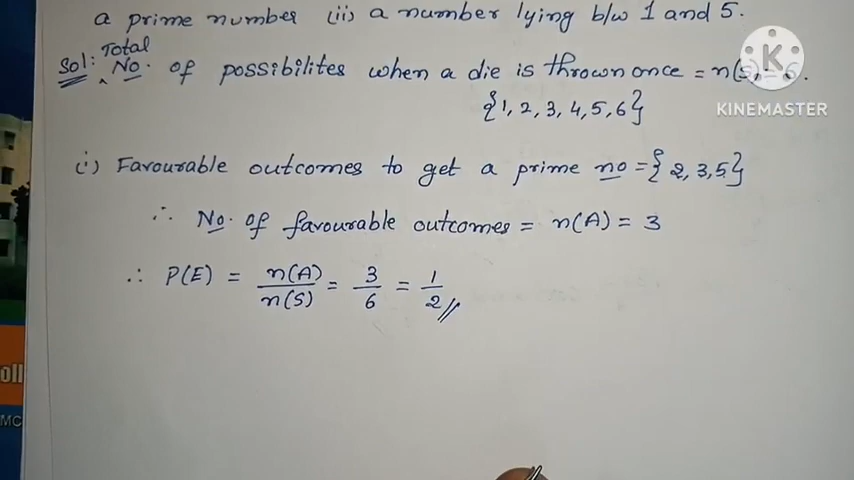 a prime number (ii) a number lying b/w 1 and 5.
Sol: Total No. of possibilites when a die is thrown once = n(S) = 6.
{1, 2, 3, 4, 5, 6}
KINEMASTER
i) Favourable outcomes to get a prime no = {2, 3, 5}
∴ No. of favourable outcomes = n(A) = 3
∴ P(E) = n(A)/n(S) = 3/6 = 1/2//
oll
MC